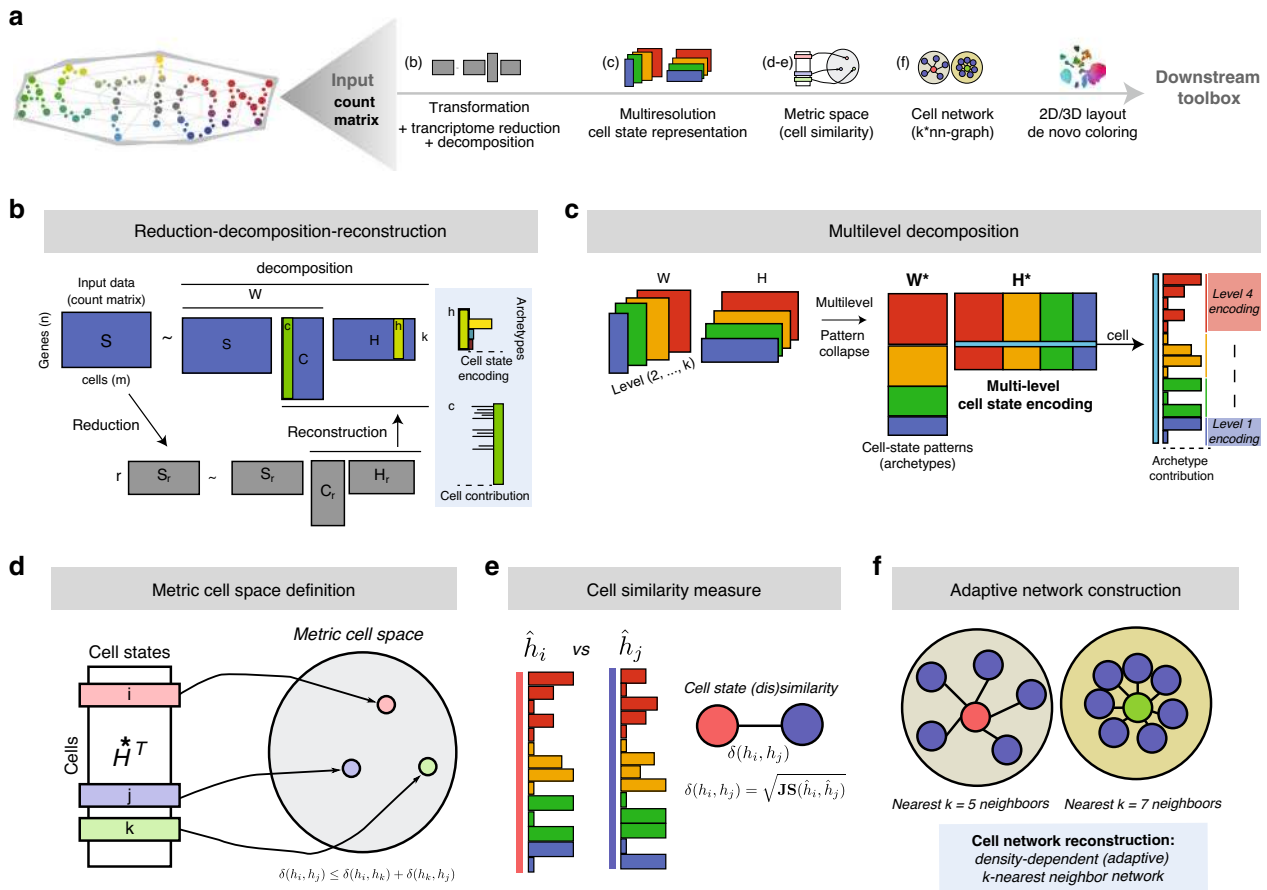 a
ACTION
Input
count
matrix
(b)
Transformation
+ trancriptome reduction
+ decomposition
(c)
Multiresolution
cell state representation
(d-e)
Metric space
(cell similarity)
(f)
Cell network
(k*nn-graph)
2D/3D layout
de novo coloring
Downstream
toolbox
b
Reduction-decomposition-reconstruction
decomposition
Input data
(count matrix)
W
Genes (n)
S
~
S
c
C
H
h
k
cells (m)
Reduction
Reconstruction
r
Sr
~
Sr
Cr
Hr
Archetypes
h
Cell state
encoding
c
Cell contribution
c
Multilevel decomposition
W
H
Level (2, ..., k)
Multilevel
Pattern
collapse
W*
H*
Multi-level
cell state encoding
Cell-state patterns
(archetypes)
cell
Level 4
encoding
Level 1
encoding
Archetype
contribution
d
Metric cell space definition
Cell states
Cells
i
H* T
j
k
Metric cell space
δ(hi, hj) ≤ δ(hi, hk) + δ(hk, hj)
e
Cell similarity measure
ĥi vs ĥj
Cell state (dis)similarity
δ(hi, hj)
δ(hi, hj) = √JS(ĥi, ĥj)
f
Adaptive network construction
Nearest k = 5 neighboors
Nearest k = 7 neighboors
Cell network reconstruction:
density-dependent (adaptive)
k-nearest neighbor network